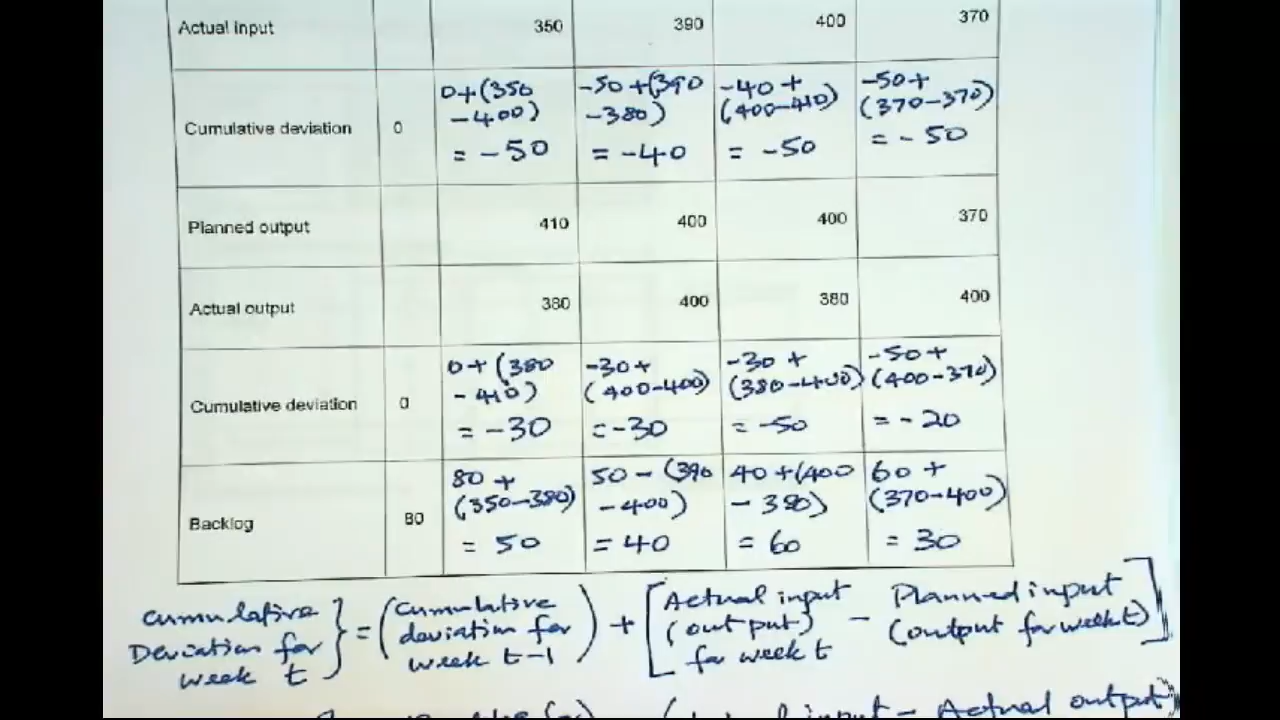 Actual input 350 390 400 370
0+(350 -50+(390 -40+ -50+
-400) -380) (400-410) (370-370)
Cumulative deviation 0
= -50 = -40 = -50 = -50
Planned output 410 400 400 370
Actual output 380 400 380 400
0+(380 -30+ -30+ -50+
-410) (400-400) (380-400) (400-370)
Cumulative deviation 0
= -30 =-30 = -50 = -20
80+ 50-(390 40+(400 60+
(350-380) -400) -380) (370-400)
Backlog 80
= 50 = 40 = 60 = 30
Cumulative Deviation for week t } = (Cumulative deviation for week t-1) + [Actual input (output) for week t - Planned input (output for week t)]
input - Actual output)